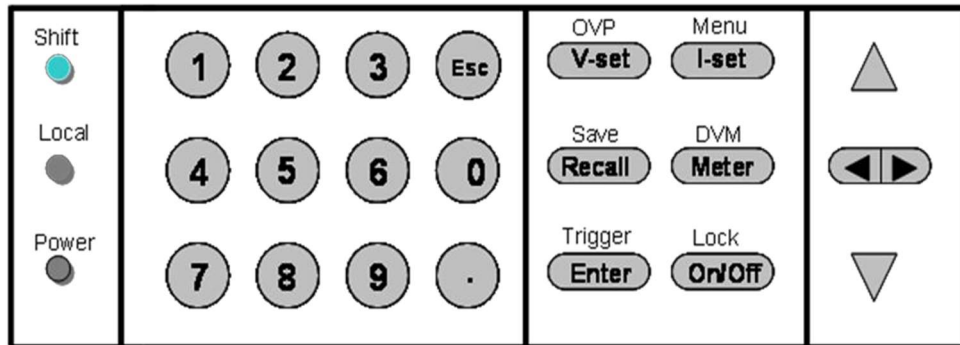 Shift
Local
Power
1 2 3 Esc
4 5 6 0
7 8 9 .
OVP Menu
V-set I-set
Save DVM
Recall Meter
Trigger Lock
Enter On/Off